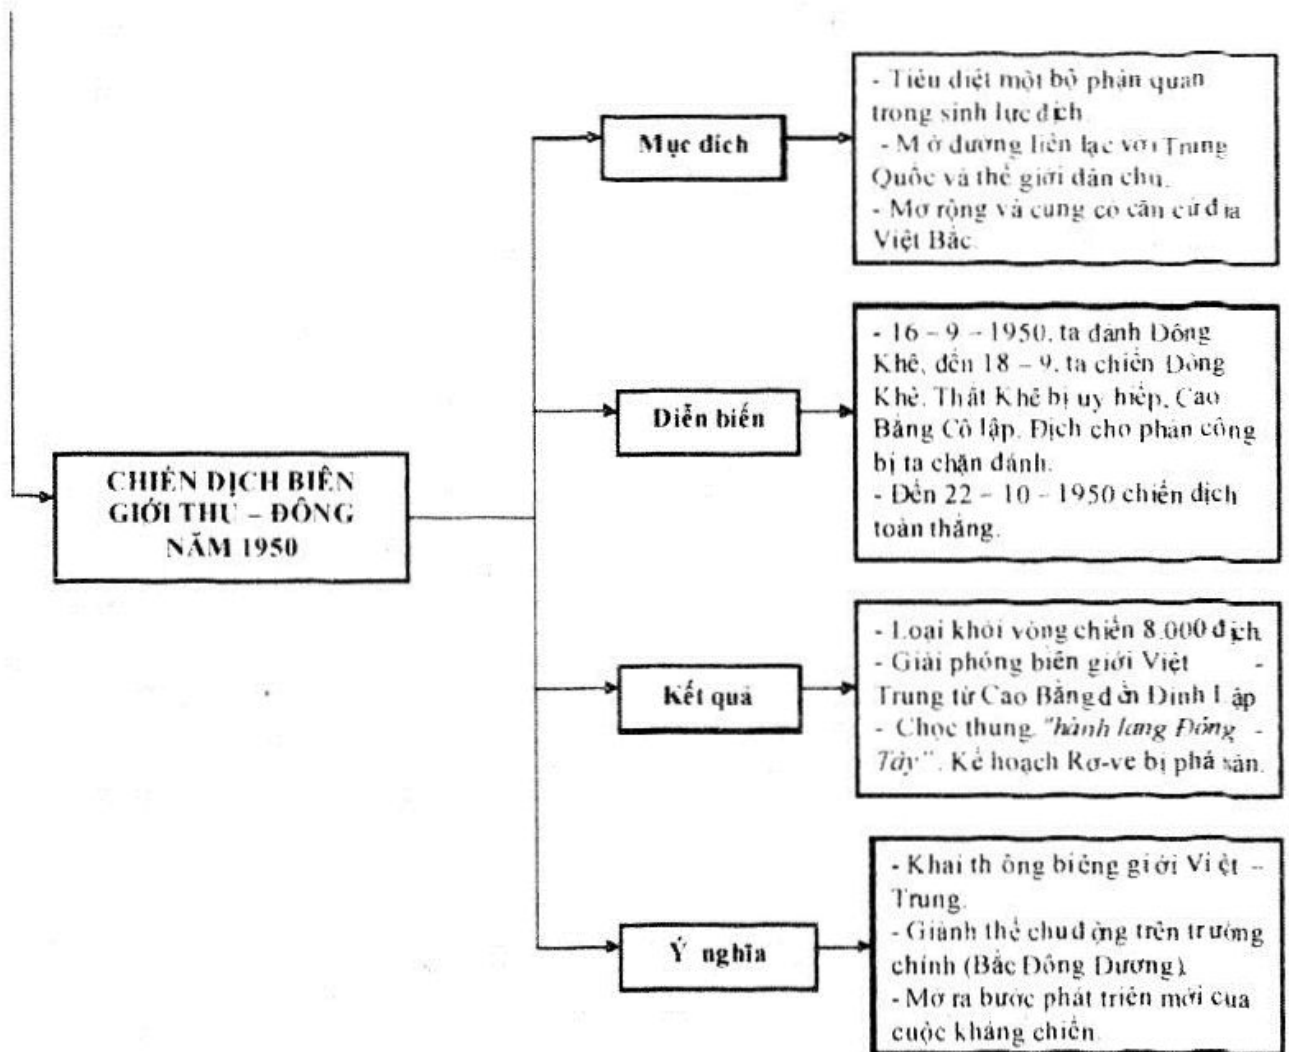 CHIẾN DỊCH BIÊN
GIỚI THU – ĐÔNG
NĂM 1950
Mục đích
- Tiêu diệt một bộ phận quan
trong sinh lực địch.
- Mở đường liên lạc với Trung
Quốc và thế giới dân chủ.
- Mở rộng và củng cố căn cứ địa
Việt Bắc.
Diễn biến
- 16 – 9 – 1950, ta đánh Đông
Khê, đến 18 – 9, ta chiến Đông
Khê. Thất Khê bị uy hiếp, Cao
Bằng Cô lập. Địch cho phản công
bị ta chặn đánh.
- Đến 22 – 10 – 1950 chiến dịch
toàn thắng.
Kết quả
- Loại khỏi vòng chiến 8.000 địch
- Giải phóng biên giới Việt -
Trung từ Cao Bằng đến Đình Lập
- Chọc thủng "hành lang Đông -
Tây". Kế hoạch Rơ-ve bị phá sản.
Ý nghĩa
- Khai thông biêng giới Việt –
Trung.
- Giành thế chủ động trên trường
chính (Bắc Đông Dương).
- Mở ra bước phát triển mới của
cuộc kháng chiến.